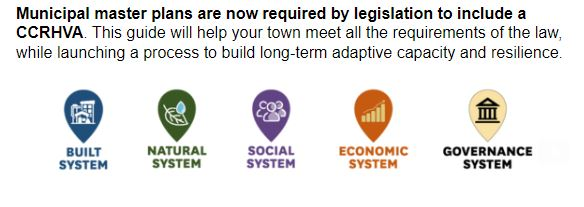 Municipal master plans are now required by legislation to include a
CCRHVA. This guide will help your town meet all the requirements of the law,
while launching a process to build long-term adaptive capacity and resilience.
BUILT
SYSTEM
NATURAL
SYSTEM
SOCIAL
SYSTEM
ECONOMIC
SYSTEM
GOVERNANCE
SYSTEM